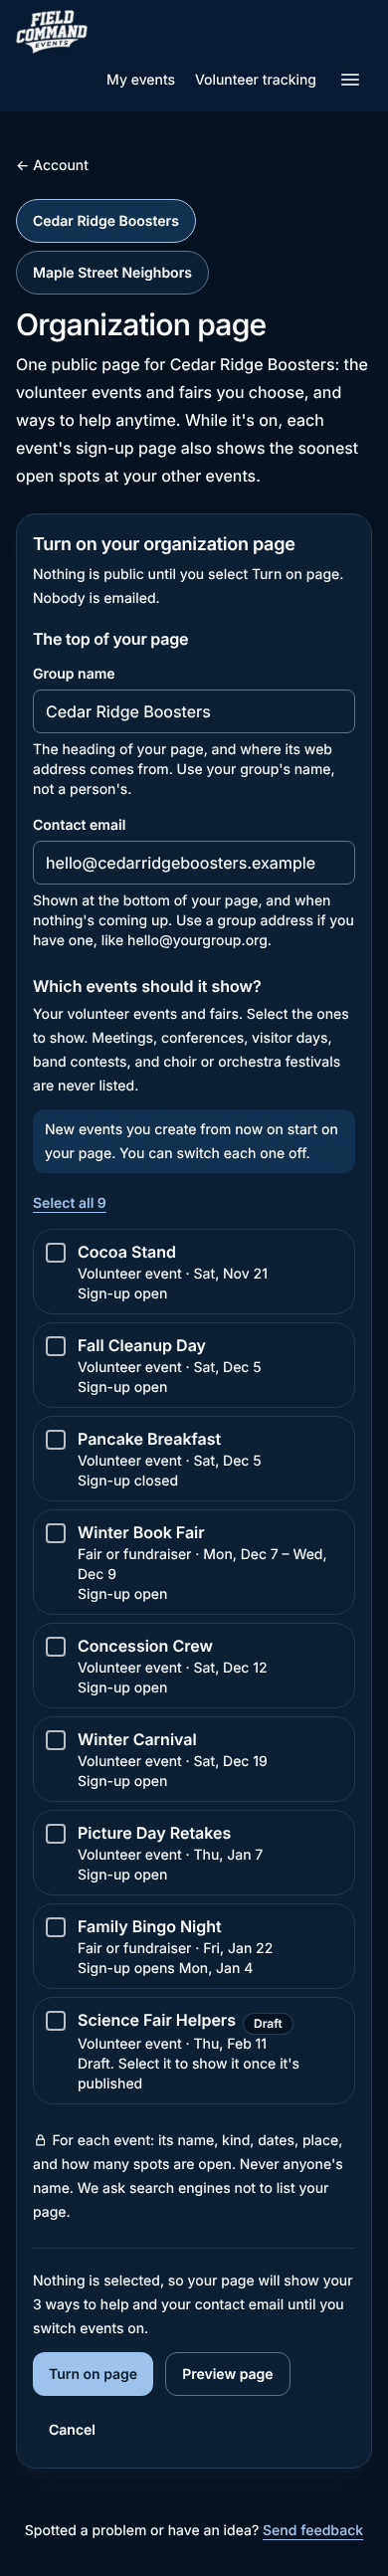 FIELD
COMMAND
EVENTS
My events Volunteer tracking
← Account
Cedar Ridge Boosters
Maple Street Neighbors
Organization page
One public page for Cedar Ridge Boosters: the
volunteer events and fairs you choose, and
ways to help anytime. While it's on, each
event's sign-up page also shows the soonest
open spots at your other events.
Turn on your organization page
Nothing is public until you select Turn on page.
Nobody is emailed.
The top of your page
Group name
Cedar Ridge Boosters
The heading of your page, and where its web
address comes from. Use your group's name,
not a person's.
Contact email
hello@cedarridgeboosters.example
Shown at the bottom of your page, and when
nothing's coming up. Use a group address if you
have one, like hello@yourgroup.org.
Which events should it show?
Your volunteer events and fairs. Select the ones
to show. Meetings, conferences, visitor days,
band contests, and choir or orchestra festivals
are never listed.
New events you create from now on start on
your page. You can switch each one off.
Select all 9
Cocoa Stand
Volunteer event · Sat, Nov 21
Sign-up open
Fall Cleanup Day
Volunteer event · Sat, Dec 5
Sign-up open
Pancake Breakfast
Volunteer event · Sat, Dec 5
Sign-up closed
Winter Book Fair
Fair or fundraiser · Mon, Dec 7 – Wed,
Dec 9
Sign-up open
Concession Crew
Volunteer event · Sat, Dec 12
Sign-up open
Winter Carnival
Volunteer event · Sat, Dec 19
Sign-up open
Picture Day Retakes
Volunteer event · Thu, Jan 7
Sign-up open
Family Bingo Night
Fair or fundraiser · Fri, Jan 22
Sign-up opens Mon, Jan 4
Science Fair Helpers Draft
Volunteer event · Thu, Feb 11
Draft. Select it to show it once it's
published
For each event: its name, kind, dates, place,
and how many spots are open. Never anyone's
name. We ask search engines not to list your
page.
Nothing is selected, so your page will show your
3 ways to help and your contact email until you
switch events on.
Turn on page Preview page
Cancel
Spotted a problem or have an idea? Send feedback